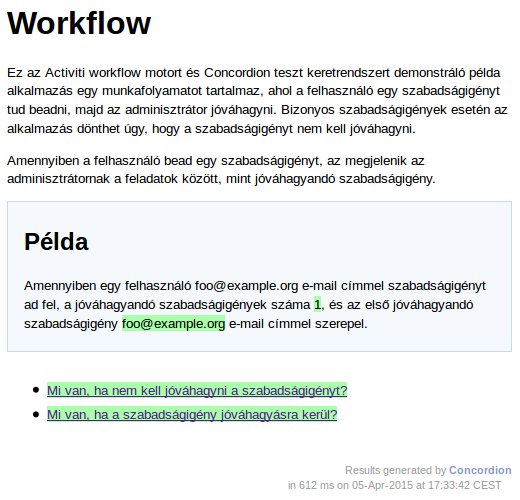 Workflow
Ez az Activiti workflow motort és Concordion teszt keretrendszert demonstráló példa
alkalmazás egy munkafolyamatot tartalmaz, ahol a felhasználó egy szabadságigényt
tud beadni, majd az adminisztrátor jóváhagyni. Bizonyos szabadságigények esetén az
alkalmazás dönthet úgy, hogy a szabadságigényt nem kell jóváhagyni.
Amennyiben a felhasználó bead egy szabadságigényt, az megjelenik az
adminisztrátornak a feladatok között, mint jóváhagyandó szabadságigény.
Példa
Amennyiben egy felhasználó foo@example.org e-mail címmel szabadságigényt
ad fel, a jóváhagyandó szabadságigények száma 1, és az első jóváhagyandó
szabadságigény foo@example.org e-mail címmel szerepel.
Mi van, ha nem kell jóváhagyni a szabadságigényt?
Mi van, ha a szabadságigény jóváhagyásra kerül?
Results generated by Concordion
in 612 ms on 05-Apr-2015 at 17:33:42 CEST